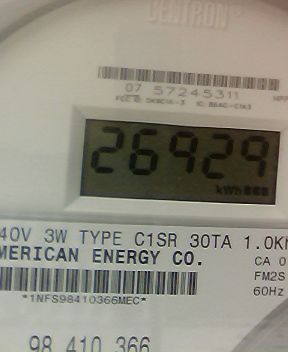 CENTRON®
07 57245311
26929
kWh
40V 3W TYPE C1SR 30TA 1.0K
MERICAN ENERGY CO. CA 0
FM2S
60Hz
*1NFS98410366MEC*
98 410 366